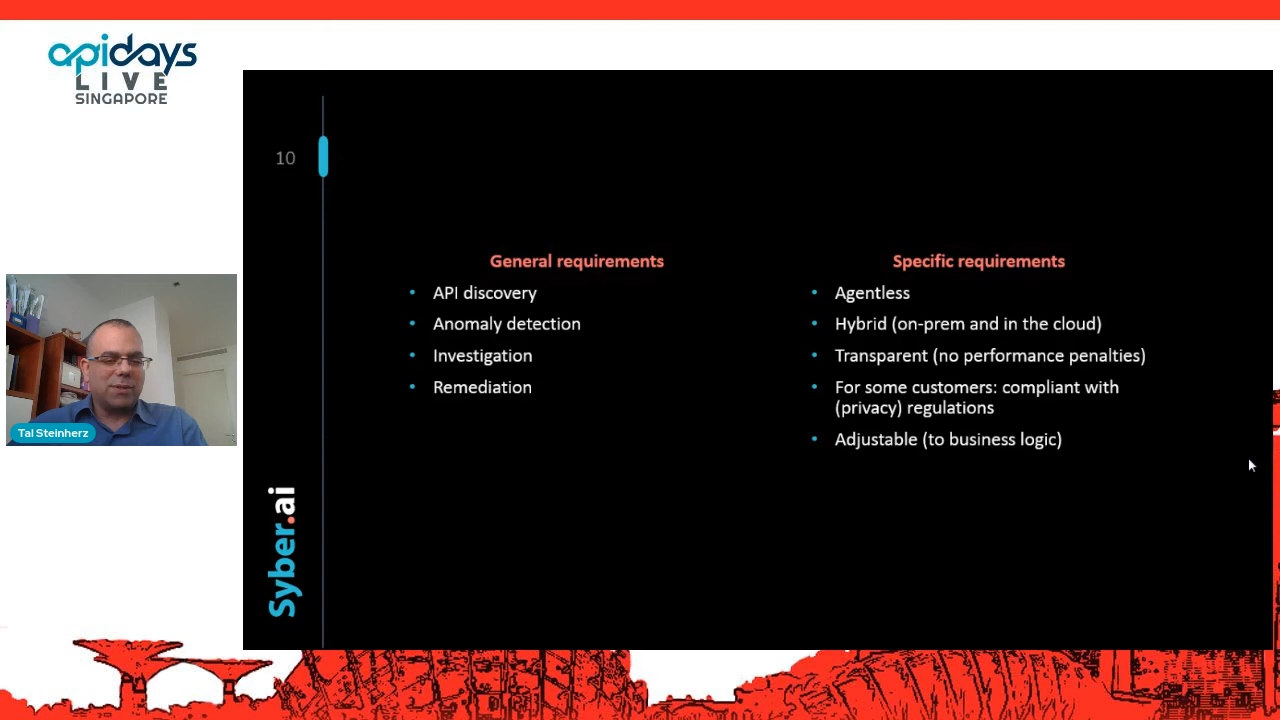 apidays
LIVE
SINGAPORE
10
General requirements
• API discovery
• Anomaly detection
• Investigation
• Remediation
Specific requirements
• Agentless
• Hybrid (on-prem and in the cloud)
• Transparent (no performance penalties)
• For some customers: compliant with
(privacy) regulations
• Adjustable (to business logic)
Tal Steinherz
Syber.ai